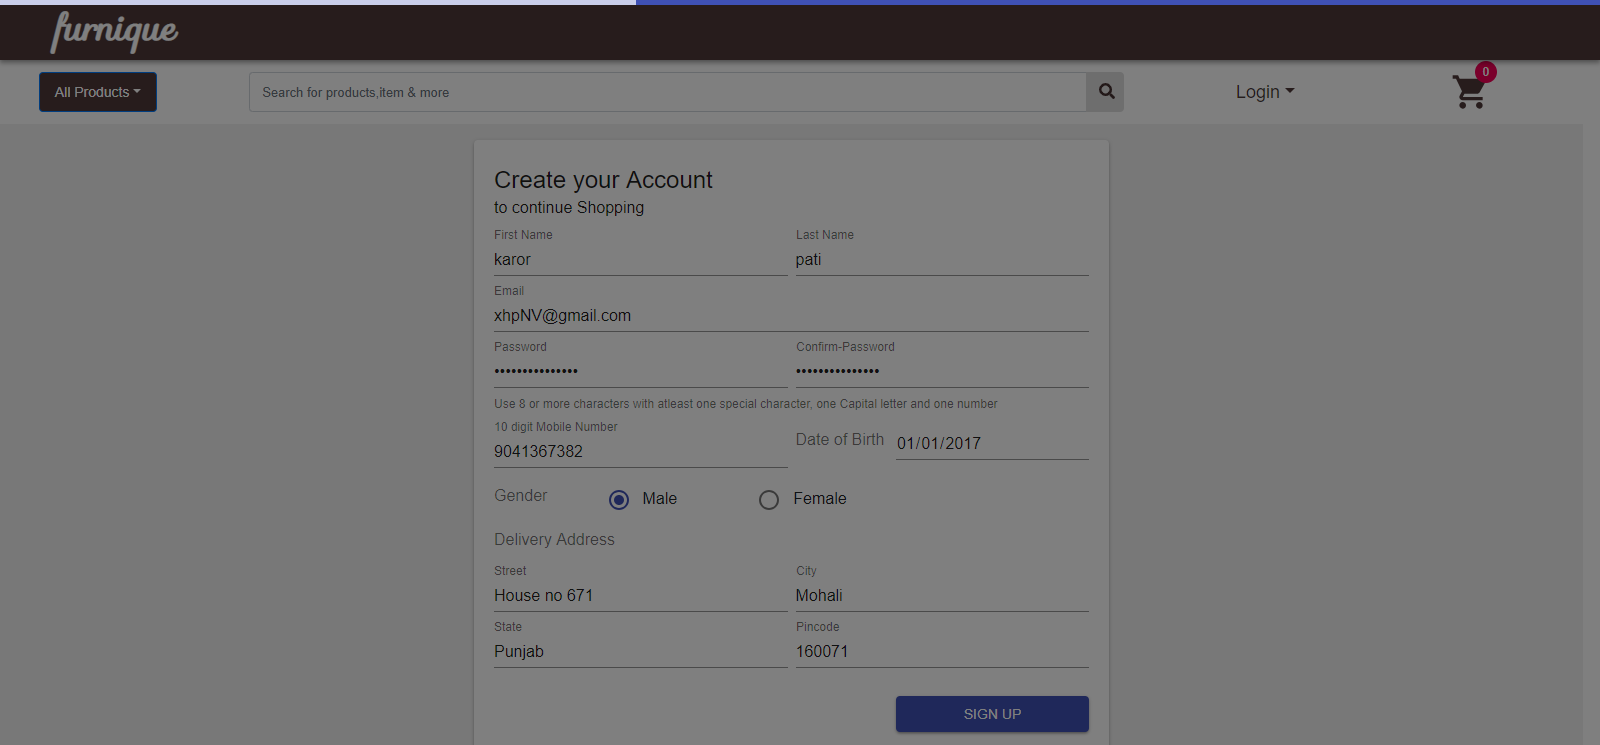 furnique
All Products
Search for products,item & more
Login
0
Create your Account
to continue Shopping
First Name
Last Name
karor
pati
Email
xhpNV@gmail.com
Password
Confirm-Password
•••••••••••••••
•••••••••••••••
Use 8 or more characters with atleast one special character, one Capital letter and one number
10 digit Mobile Number
9041367382
Date of Birth
01/01/2017
Gender
Male
Female
Delivery Address
Street
City
House no 671
Mohali
State
Pincode
Punjab
160071
SIGN UP